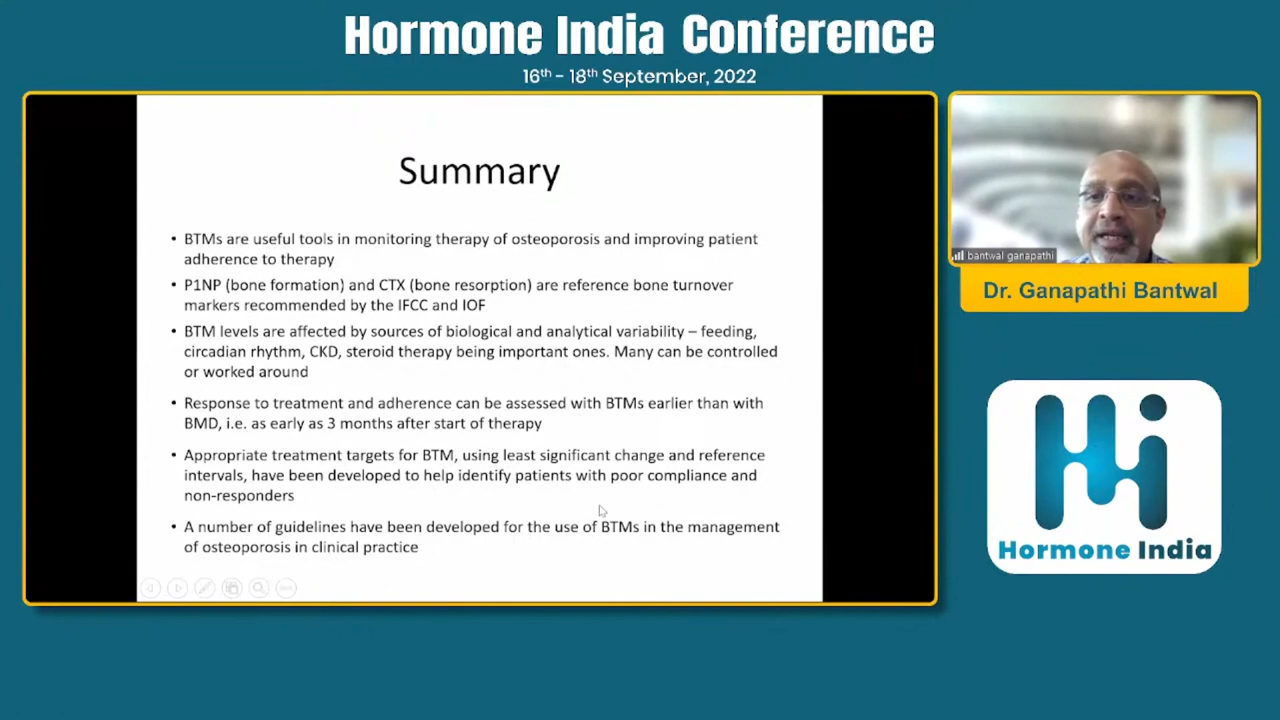 Hormone India Conference
16th - 18th September, 2022
Summary
• BTMs are useful tools in monitoring therapy of osteoporosis and improving patient
adherence to therapy
• P1NP (bone formation) and CTX (bone resorption) are reference bone turnover
markers recommended by the IFCC and IOF
• BTM levels are affected by sources of biological and analytical variability – feeding,
circadian rhythm, CKD, steroid therapy being important ones. Many can be controlled
or worked around
• Response to treatment and adherence can be assessed with BTMs earlier than with
BMD, i.e. as early as 3 months after start of therapy
• Appropriate treatment targets for BTM, using least significant change and reference
intervals, have been developed to help identify patients with poor compliance and
non-responders
• A number of guidelines have been developed for the use of BTMs in the management
of osteoporosis in clinical practice
bantwal ganapathi
Dr. Ganapathi Bantwal
Hi
Hormone India